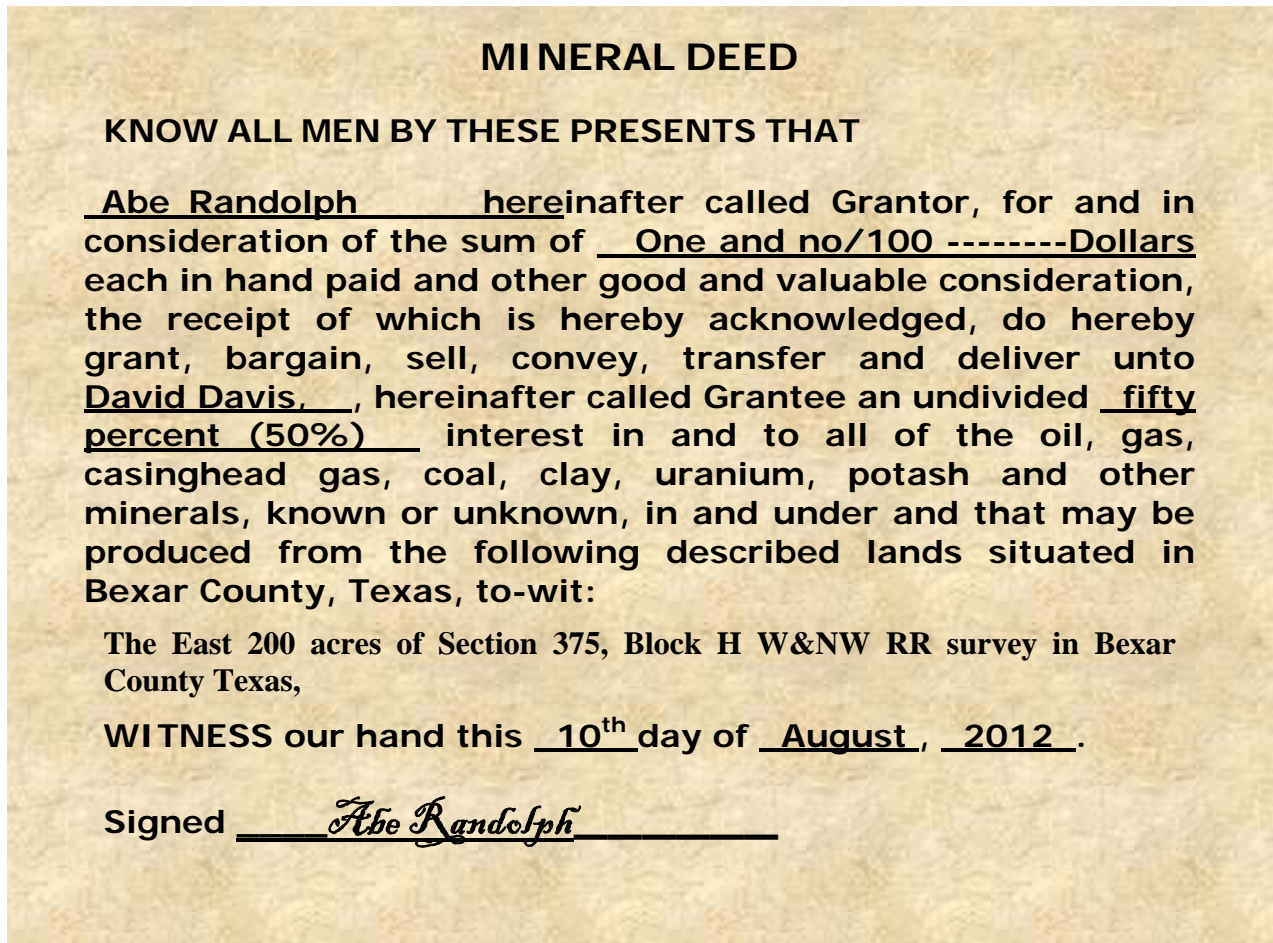 MINERAL DEED
KNOW ALL MEN BY THESE PRESENTS THAT
Abe Randolph hereinafter called Grantor, for and in
consideration of the sum of One and no/100 --------Dollars
each in hand paid and other good and valuable consideration,
the receipt of which is hereby acknowledged, do hereby
grant, bargain, sell, convey, transfer and deliver unto
David Davis, , hereinafter called Grantee an undivided fifty
percent (50%) interest in and to all of the oil, gas,
casinghead gas, coal, clay, uranium, potash and other
minerals, known or unknown, in and under and that may be
produced from the following described lands situated in
Bexar County, Texas, to-wit:
The East 200 acres of Section 375, Block H W&NW RR survey in Bexar
County Texas,
WITNESS our hand this 10th day of August , 2012 .
Signed ____Abe Randolph_________